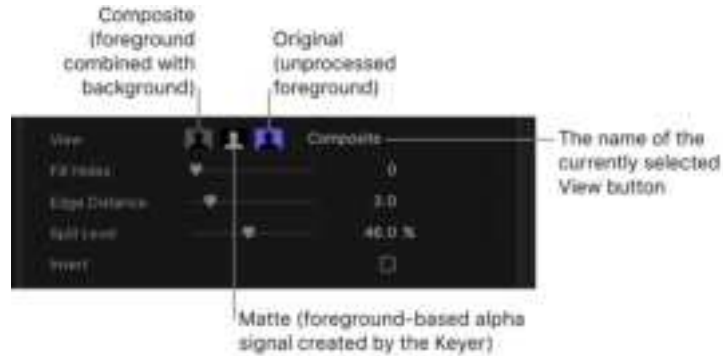 Composite
(foreground
combined with
background)
Original
(unprocessed
foreground)
View
Composite
Fill Holes
0
Edge Distance
3.0
Spill Level
46.0 %
Invert
The name of the
currently selected
View button
Matte (foreground-based alpha
signal created by the Keyer)